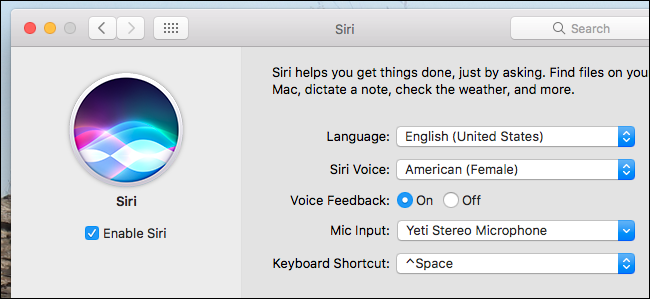 Siri
Search
Siri helps you get things done, just by asking. Find files on you
Mac, dictate a note, check the weather, and more.
Language: English (United States)
Siri Voice: American (Female)
Siri
Voice Feedback: On Off
Enable Siri
Mic Input: Yeti Stereo Microphone
Keyboard Shortcut: ^Space